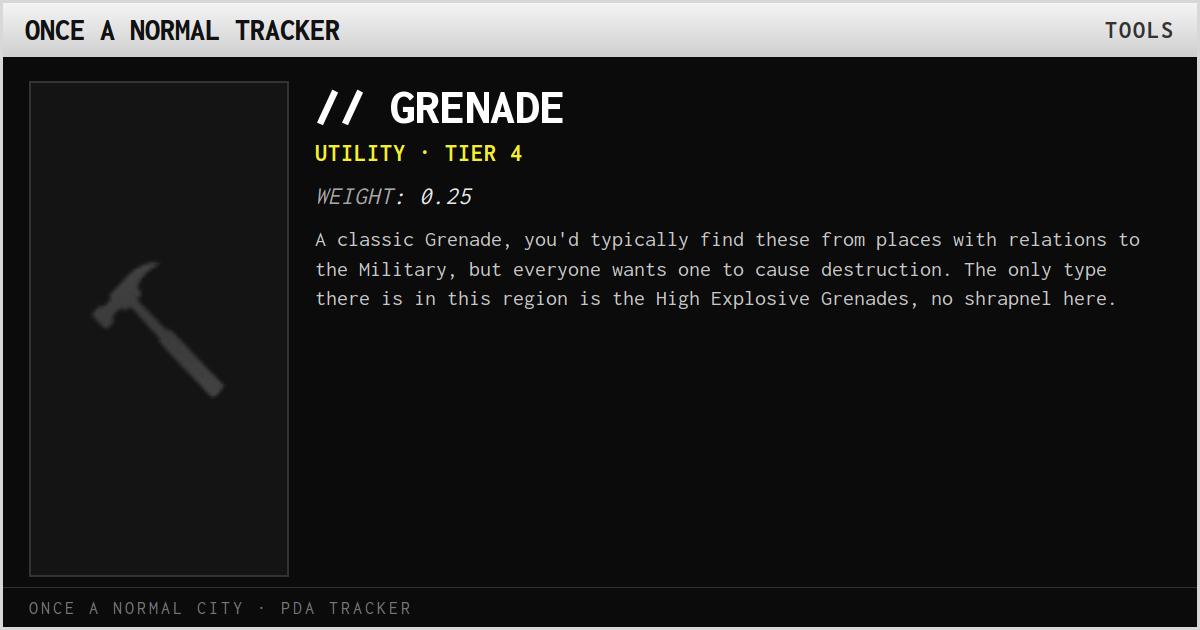 ONCE A NORMAL TRACKER
TOOLS
// GRENADE
UTILITY · TIER 4
WEIGHT: 0.25
A classic Grenade, you'd typically find these from places with relations to
the Military, but everyone wants one to cause destruction. The only type
there is in this region is the High Explosive Grenades, no shrapnel here.
ONCE A NORMAL CITY · PDA TRACKER